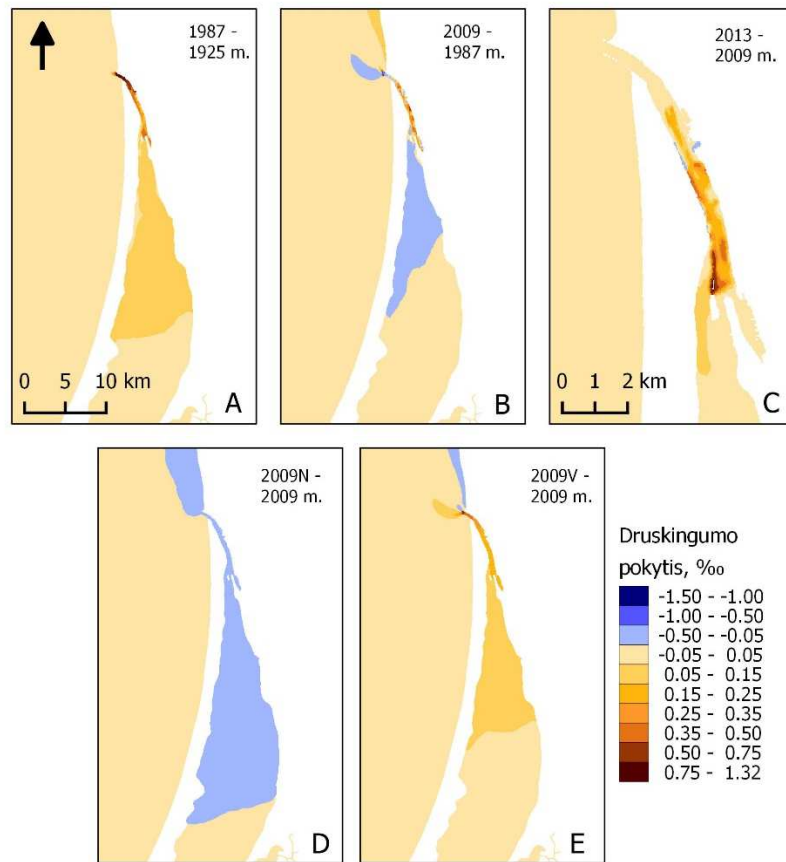 1987 -
1925 m.
0 5 10 km
A
2009 -
1987 m.
B
2013 -
2009 m.
0 1 2 km
C
2009N -
2009 m.
D
2009V -
2009 m.
E
Druskingumo
pokytis, ‰
-1.50 - -1.00
-1.00 - -0.50
-0.50 - -0.05
-0.05 - 0.05
0.05 - 0.15
0.15 - 0.25
0.25 - 0.35
0.35 - 0.50
0.50 - 0.75
0.75 - 1.32